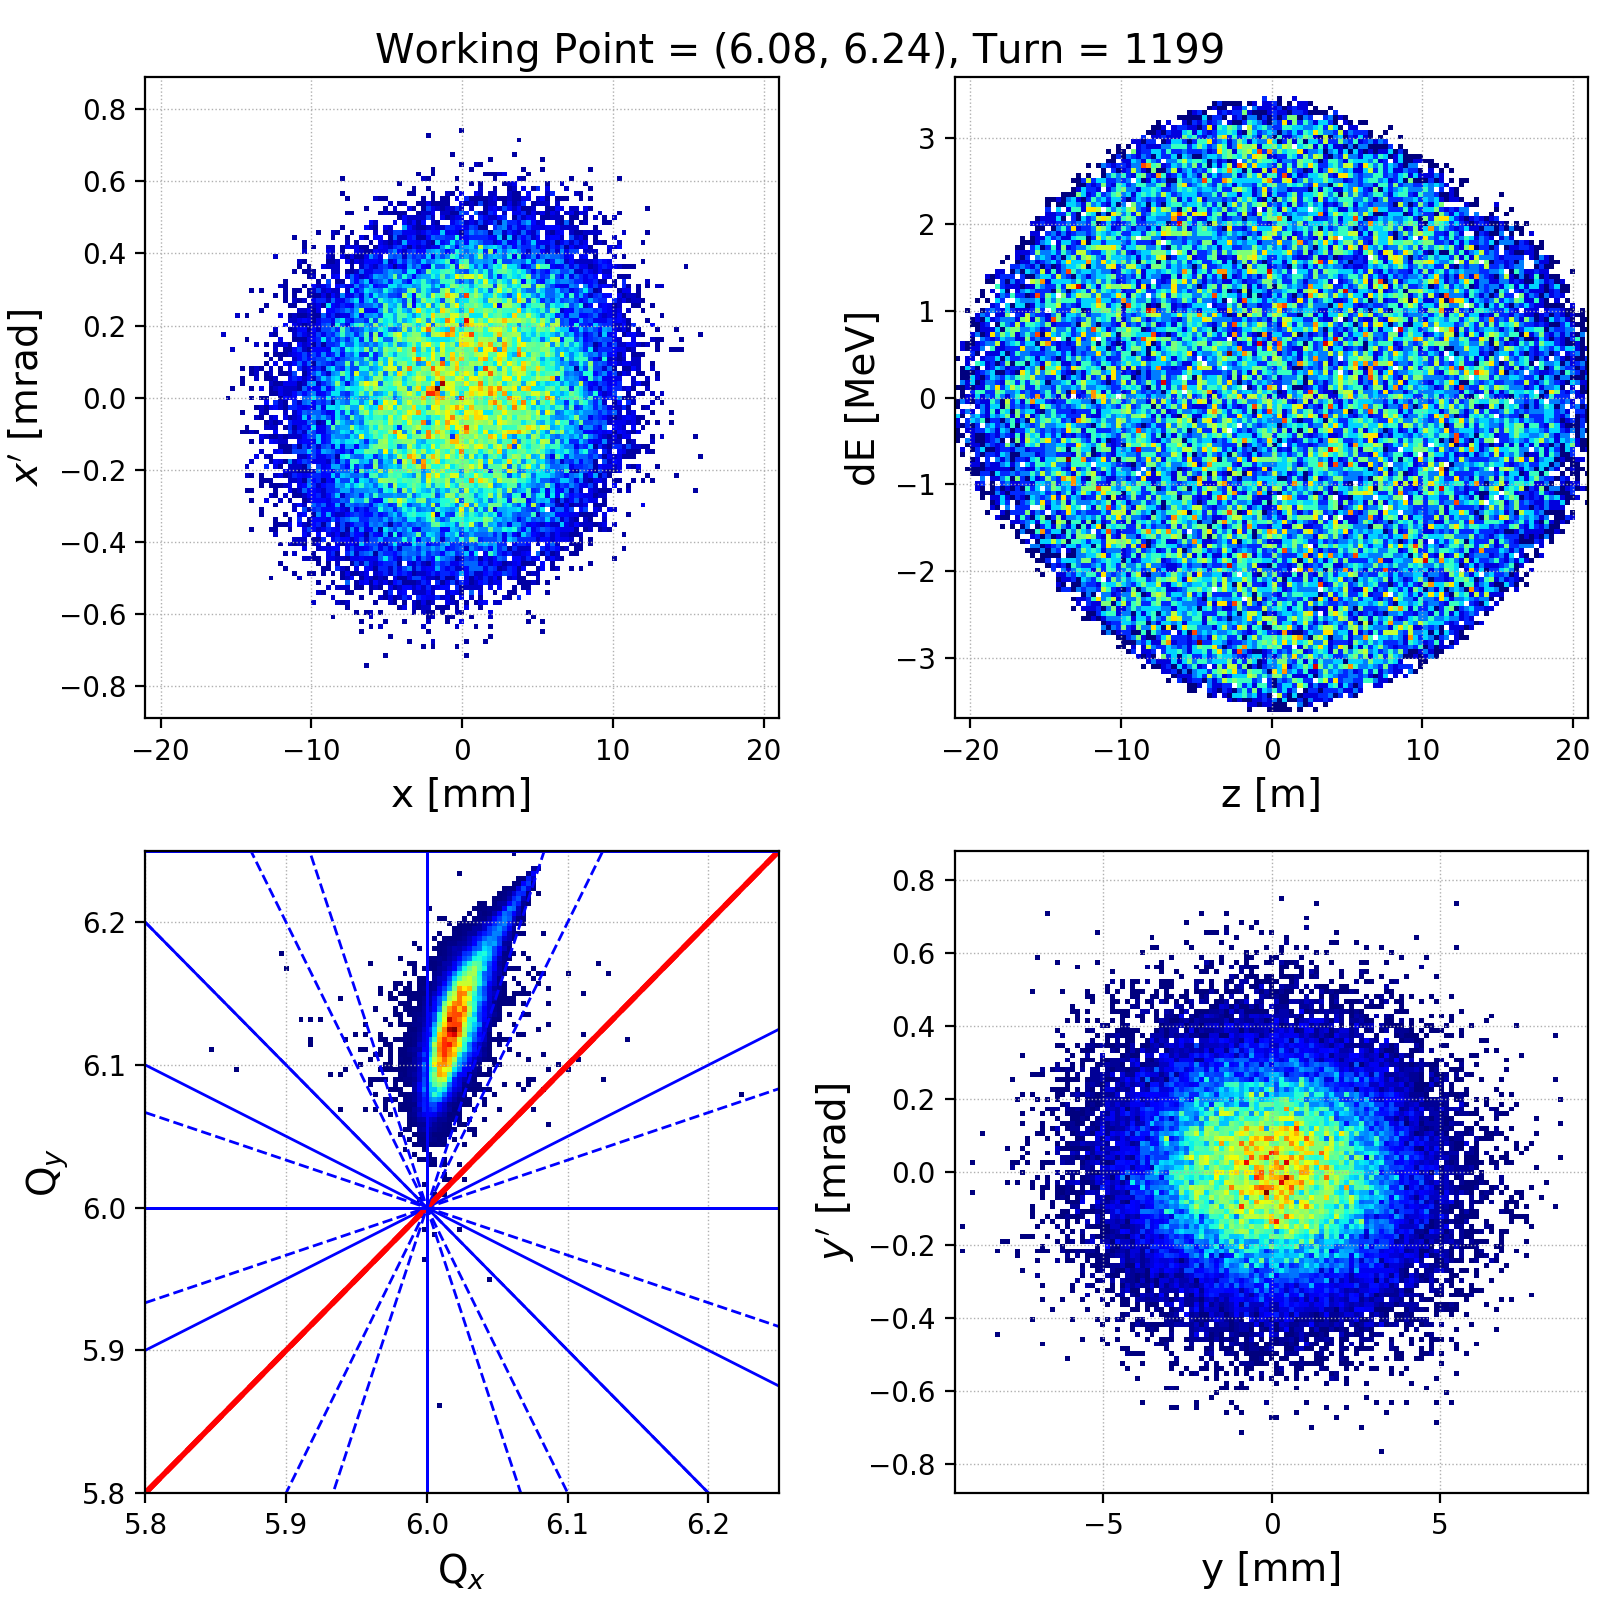 Working Point = (6.08, 6.24), Turn = 1199
0.8
0.6
0.4
0.2
0.0
−0.2
−0.4
−0.6
−0.8
x′ [mrad]
−20 −10 0 10 20
x [mm]
3
2
1
0
−1
−2
−3
dE [MeV]
−20 −10 0 10 20
z [m]
6.2
6.1
6.0
5.9
5.8
Qy
5.8 5.9 6.0 6.1 6.2
Qx
0.8
0.6
0.4
0.2
0.0
−0.2
−0.4
−0.6
−0.8
y′ [mrad]
−5 0 5
y [mm]